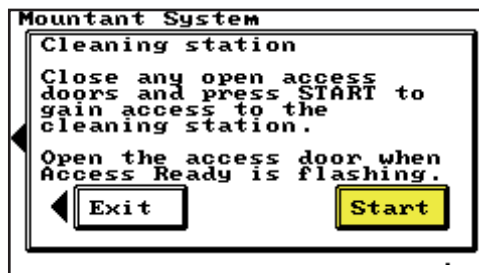 Mountant System
Cleaning station
Close any open access
doors and press START to
gain access to the
cleaning station.
Open the access door when
Access Ready is flashing.
Exit
Start